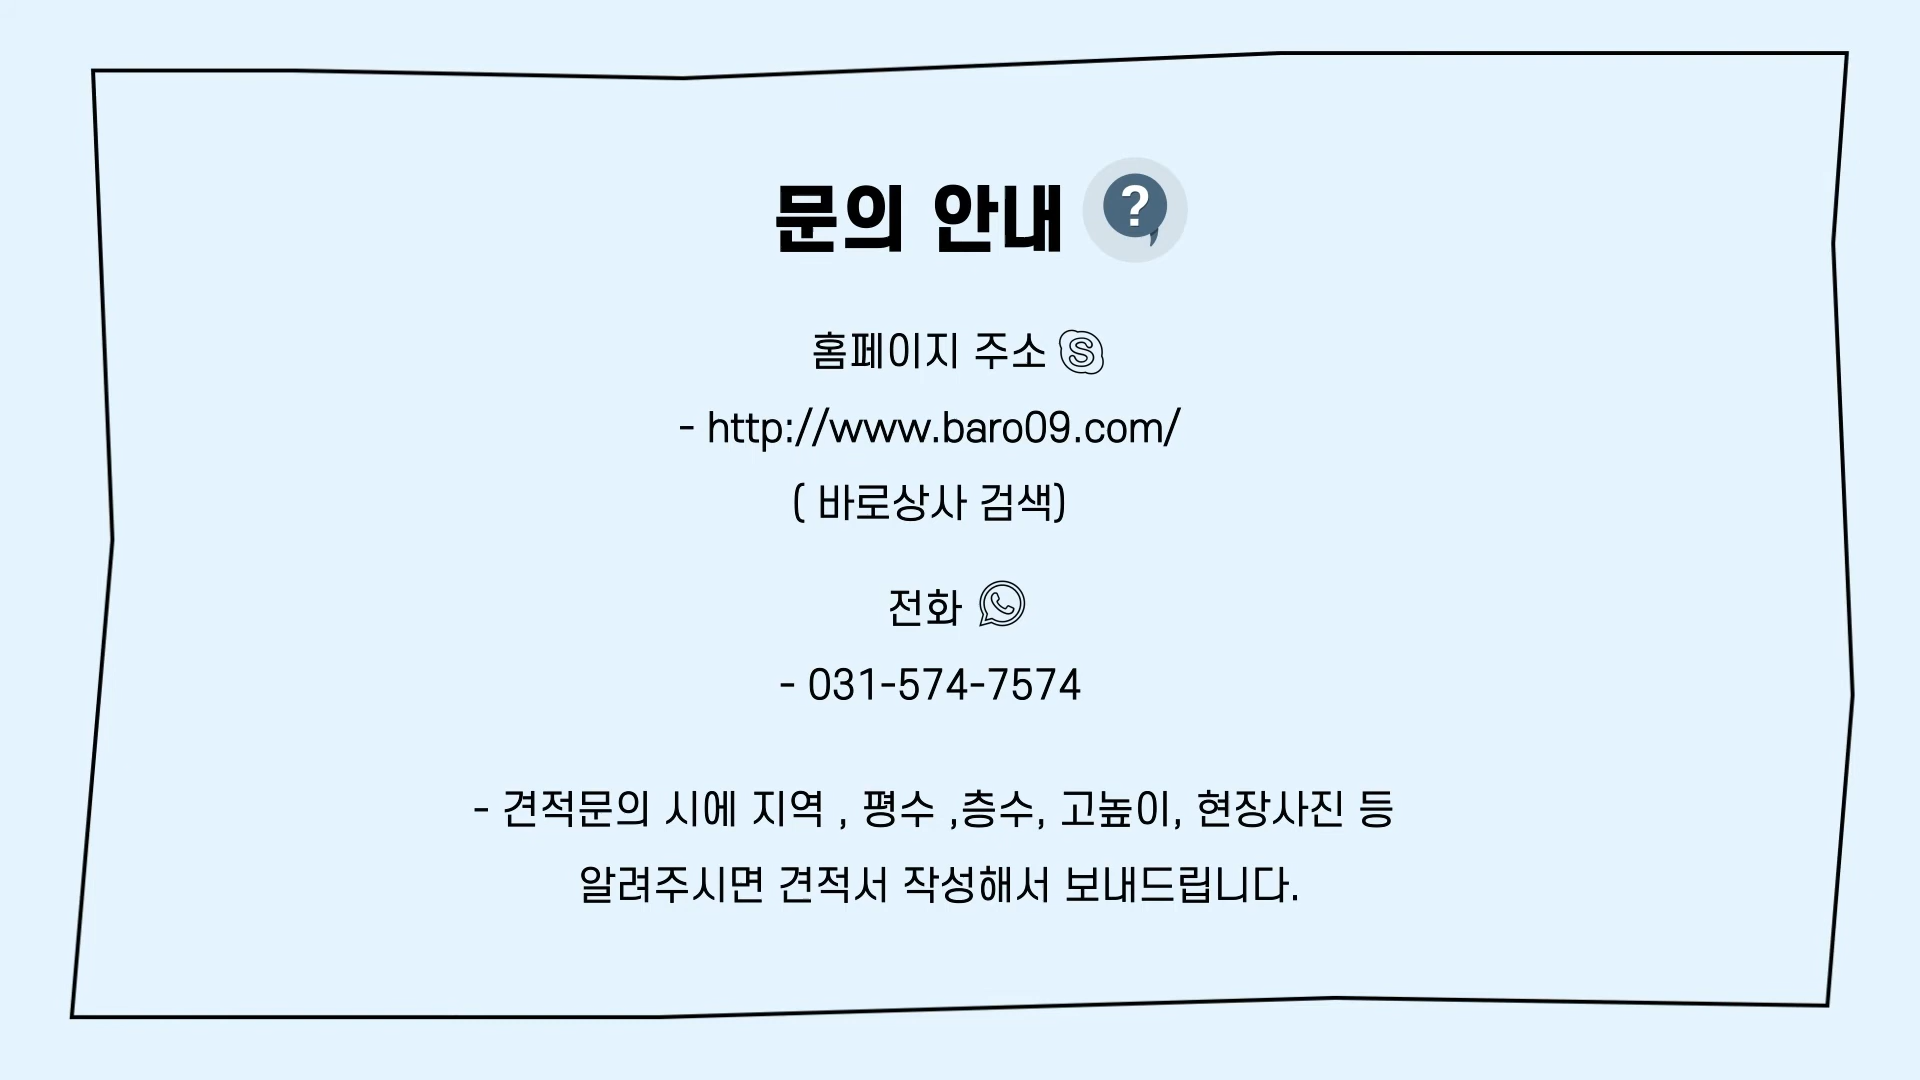 문의 안내 ?
홈페이지 주소
- http://www.baro09.com/
( 바로상사 검색)
전화
- 031-574-7574
- 견적문의 시에 지역 , 평수 ,층수, 고높이, 현장사진 등
알려주시면 견적서 작성해서 보내드립니다.